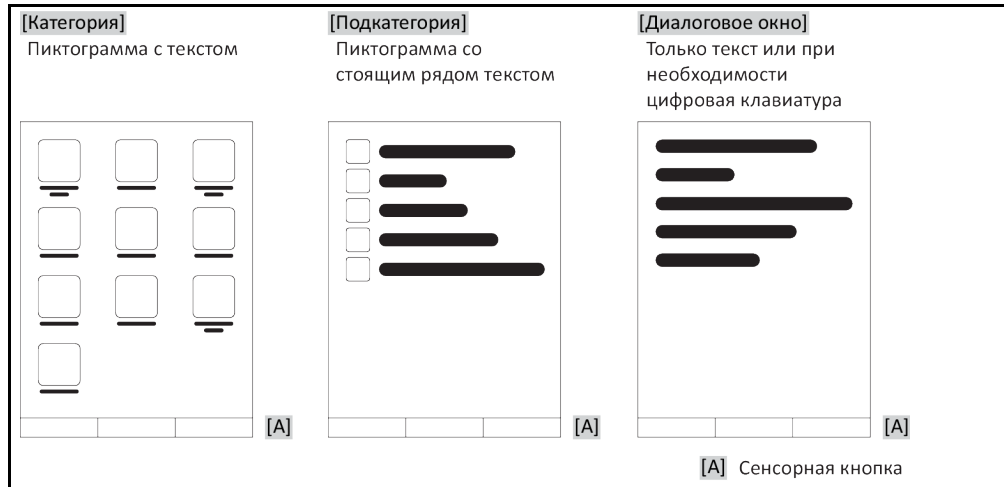 [Категория]
Пиктограмма с текстом
[Подкатегория]
Пиктограмма со
стоящим рядом текстом
[Диалоговое окно]
Только текст или при
необходимости
цифровая клавиатура
[A]
[A]
[A]
[A] Сенсорная кнопка